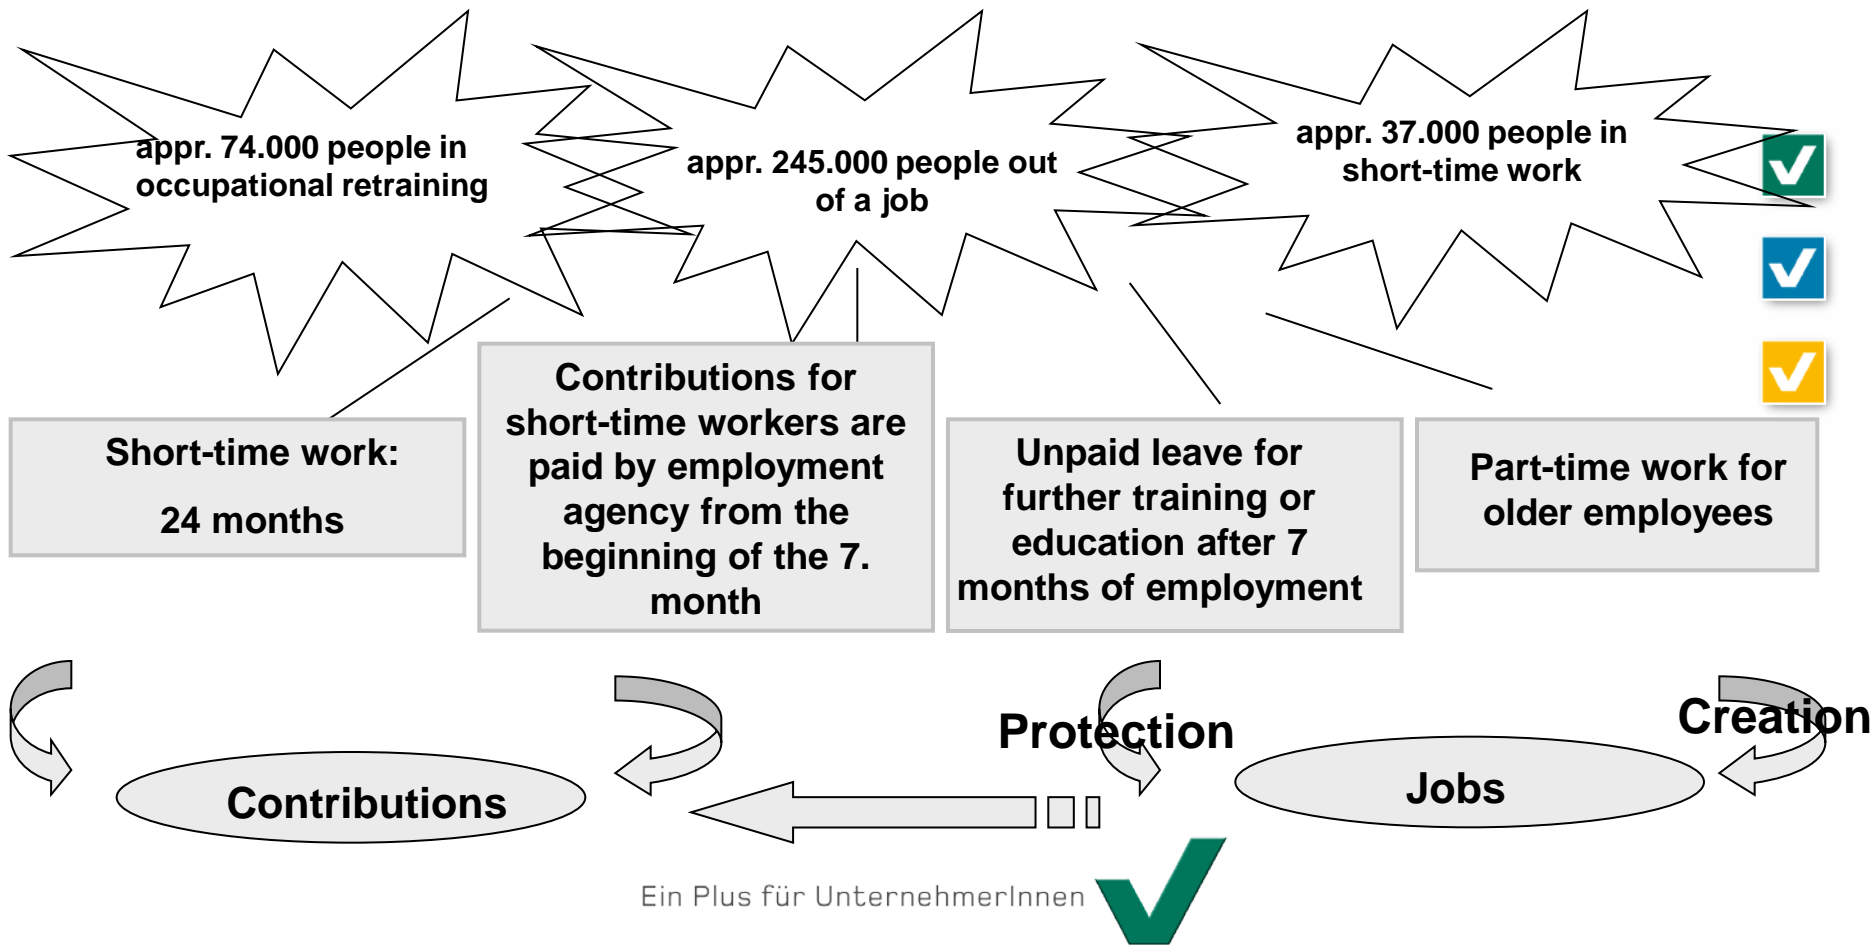 appr. 74.000 people in
occupational retraining
appr. 245.000 people out
of a job
appr. 37.000 people in
short-time work
Short-time work:
24 months
Contributions for
short-time workers are
paid by employment
agency from the
beginning of the 7.
month
Unpaid leave for
further training or
education after 7
months of employment
Part-time work for
older employees
Protection
Creation
Contributions
Jobs
Ein Plus für UnternehmerInnen